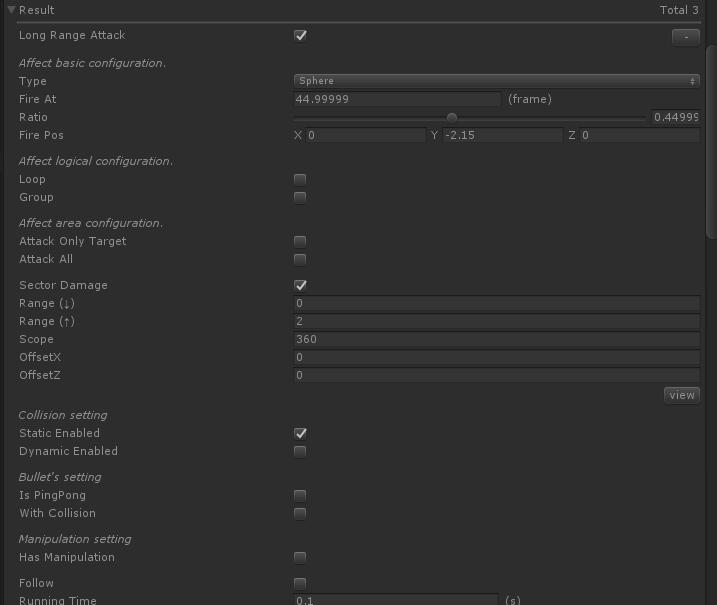 Result Total 3
Long Range Attack -
Affect basic configuration.
Type Sphere
Fire At 44.99999 (frame)
Ratio 0.44999
Fire Pos X 0 Y -2.15 Z 0
Affect logical configuration.
Loop
Group
Affect area configuration.
Attack Only Target
Attack All
Sector Damage
Range (↓) 0
Range (↑) 2
Scope 360
OffsetX 0
OffsetZ 0
view
Collision setting
Static Enabled
Dynamic Enabled
Bullet's setting
Is PingPong
With Collision
Manipulation setting
Has Manipulation
Follow
Running Time 0.1 (s)